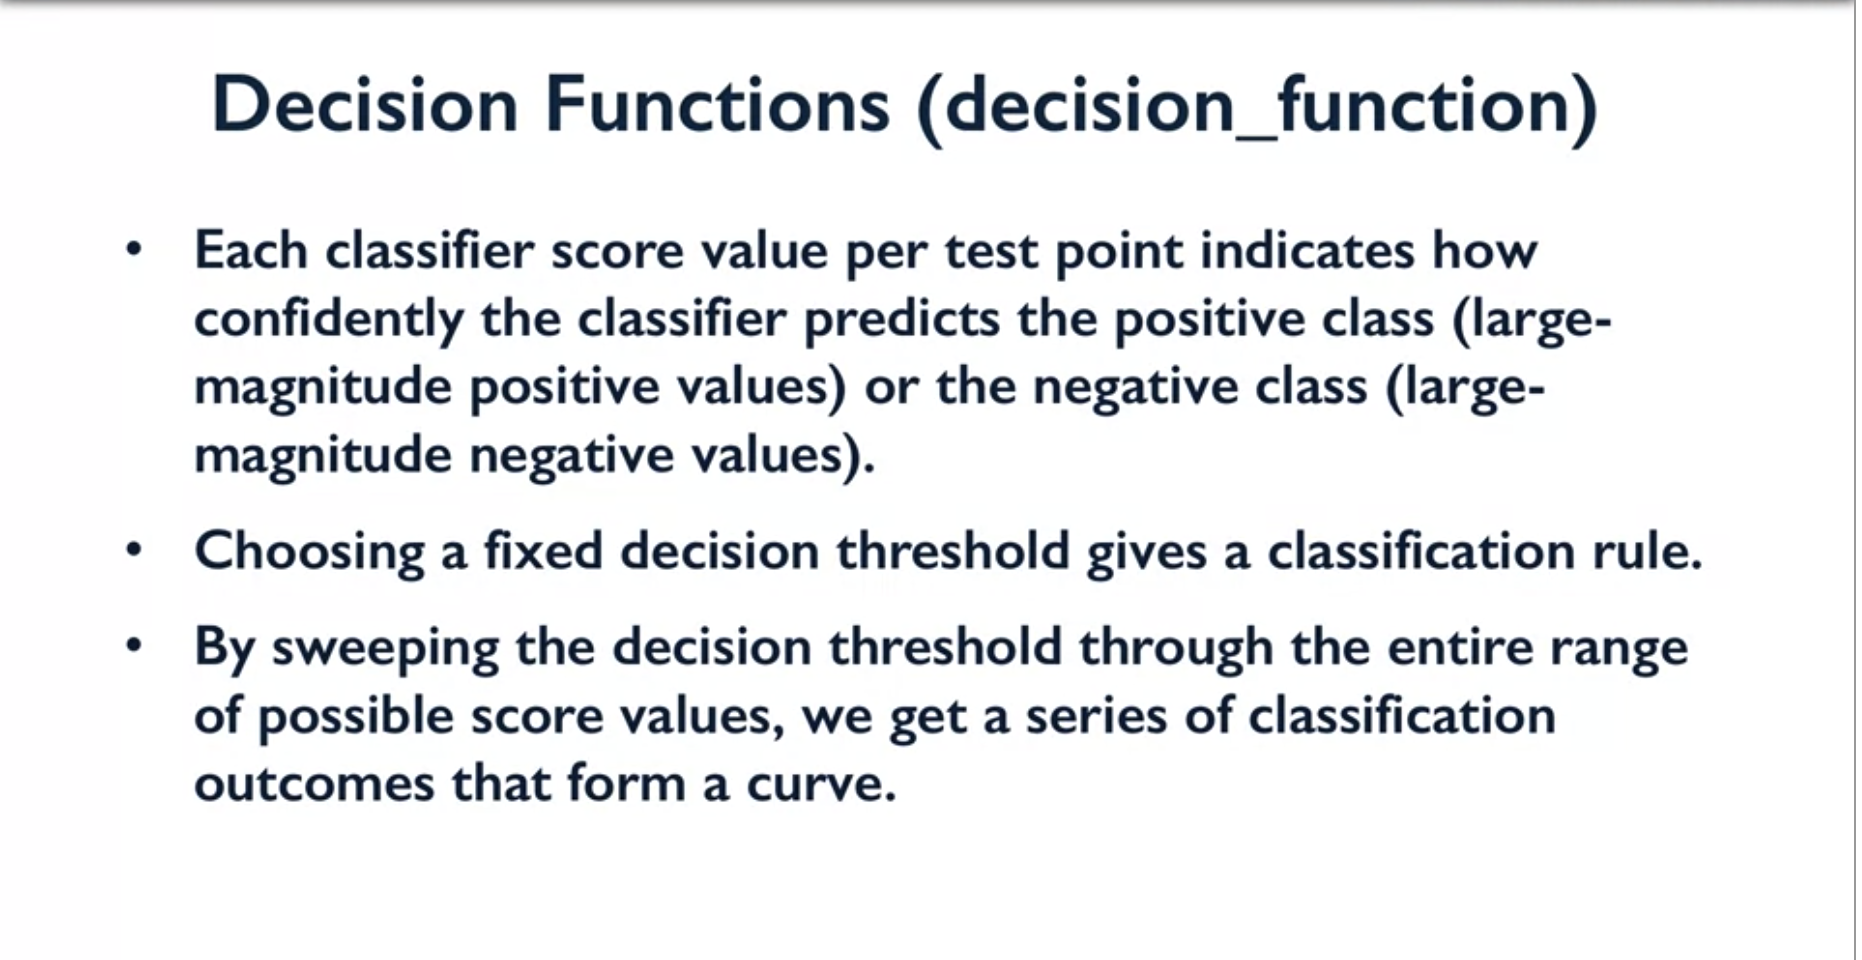 Decision Functions (decision_function)
• Each classifier score value per test point indicates how
confidently the classifier predicts the positive class (large-
magnitude positive values) or the negative class (large-
magnitude negative values).
• Choosing a fixed decision threshold gives a classification rule.
• By sweeping the decision threshold through the entire range
of possible score values, we get a series of classification
outcomes that form a curve.